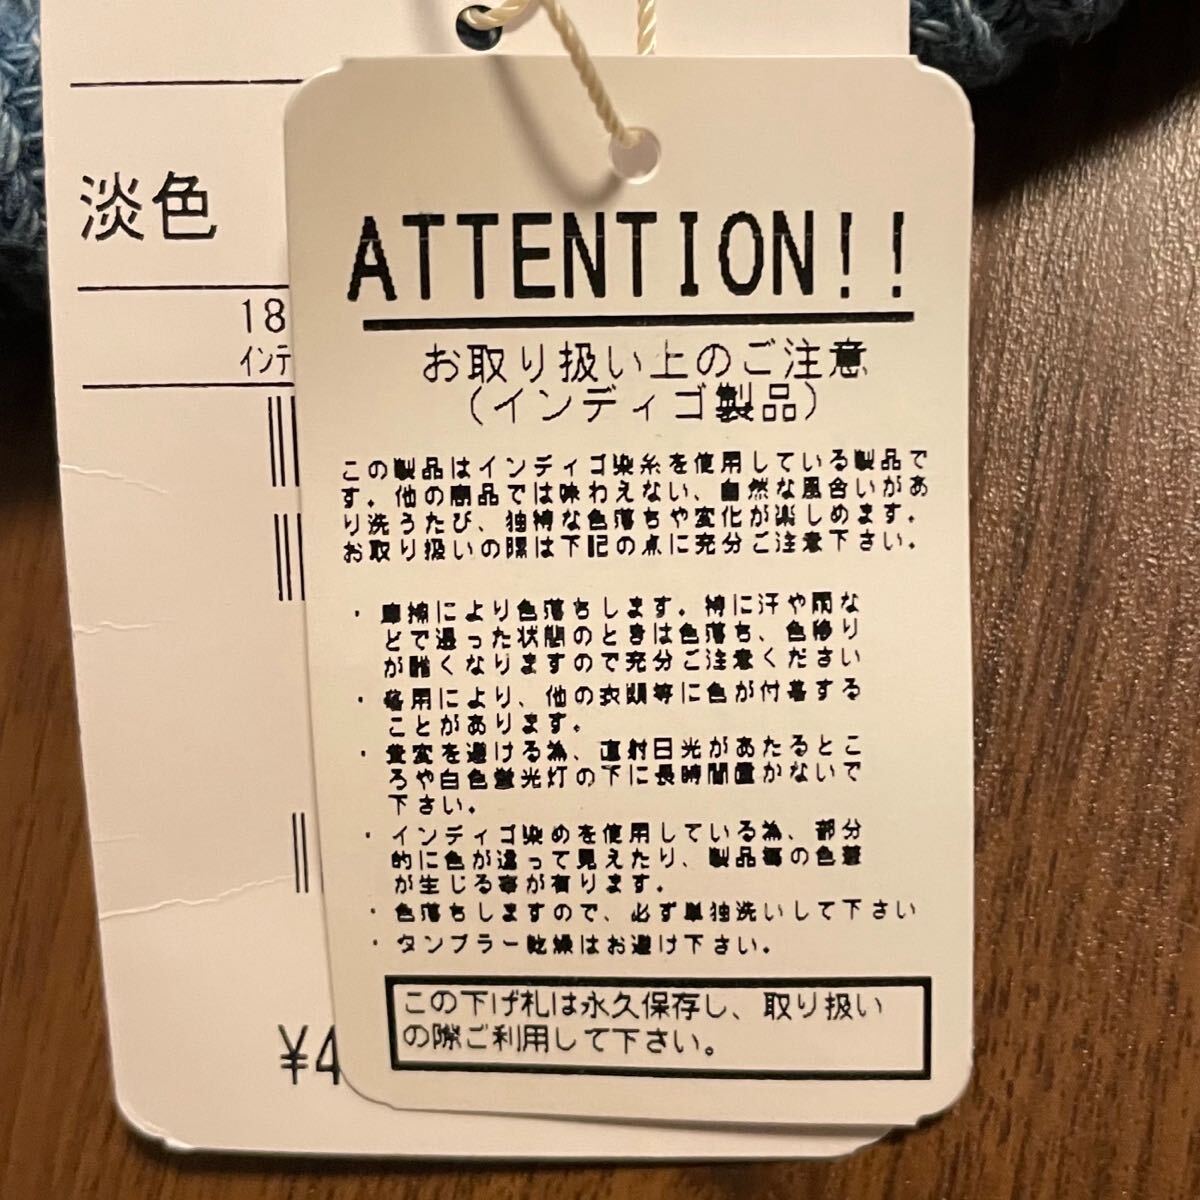 淡色
18
インデ
¥4
ATTENTION!!
お取り扱い上のご注意
(インディゴ製品)
この製品はインディゴ染糸を使用している製品で
す。他の商品では味わえない、自然な風合いがあ
り洗うたび、独特な色落ちや変化が楽しめます。
お取り扱いの際は下記の点に充分ご注意下さい。
・摩擦により色落ちします。特に汗や雨な
どで湿った状態のときは色落ち、色移り
が酷くなりますので充分ご注意ください
・着用により、他の衣類等に色が付着する
ことがあります。
・黄変を避ける為、直射日光があたるとこ
ろや白色蛍光灯の下に長時間置かないで
下さい。
・インディゴ染めを使用している為、部分
的に色が違って見えたり、製品毎の色差
が生じる事が有ります。
・色落ちしますので、必ず単独洗いして下さい
・タンブラー乾燥はお避け下さい。
この下げ札は永久保存し、取り扱い
の際ご利用して下さい。